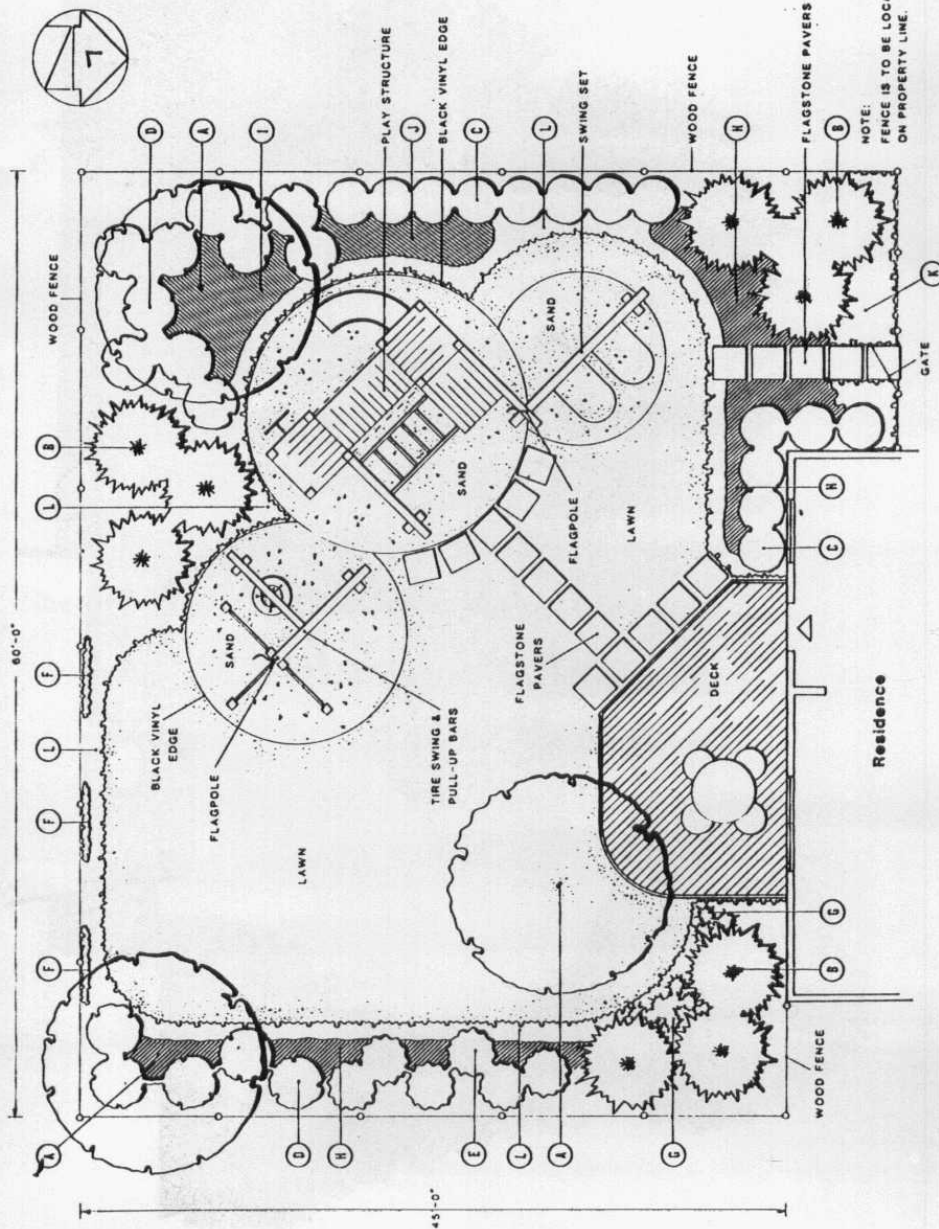 60'-0"
F
F
L
F
L
B
WOOD FENCE
A
D
A
I
BLACK VINYL
EDGE
FLAGPOLE
SAND
TIRE SWING &
PULL-UP BARS
LAWN
D
H
PLAY STRUCTURE
J
BLACK VINYL EDGE
45'-0"
SAND
LAWN
C
E
L
A
FLAGSTONE
PAVERS
FLAGPOLE
SAND
L
SWING SET
LAWN
G
WOOD FENCE
DECK
H
FLAGSTONE PAVERS
B
WOOD FENCE
B
G
C
H
NOTE:
FENCE IS TO BE LOCA
ON PROPERTY LINE.
Residence
GATE
K